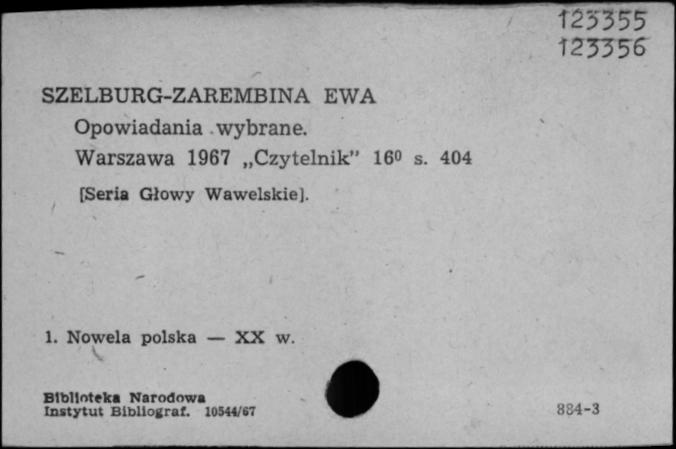 123355
123356
SZELBURG-ZAREMBINA EWA
Opowiadania wybrane.
Warszawa 1967 „Czytelnik” 16⁰ s. 404
[Seria Głowy Wawelskie].
1. Nowela polska — XX w.
Biblioteka Narodowa
Instytut Bibliograf. 10544/67
884-3